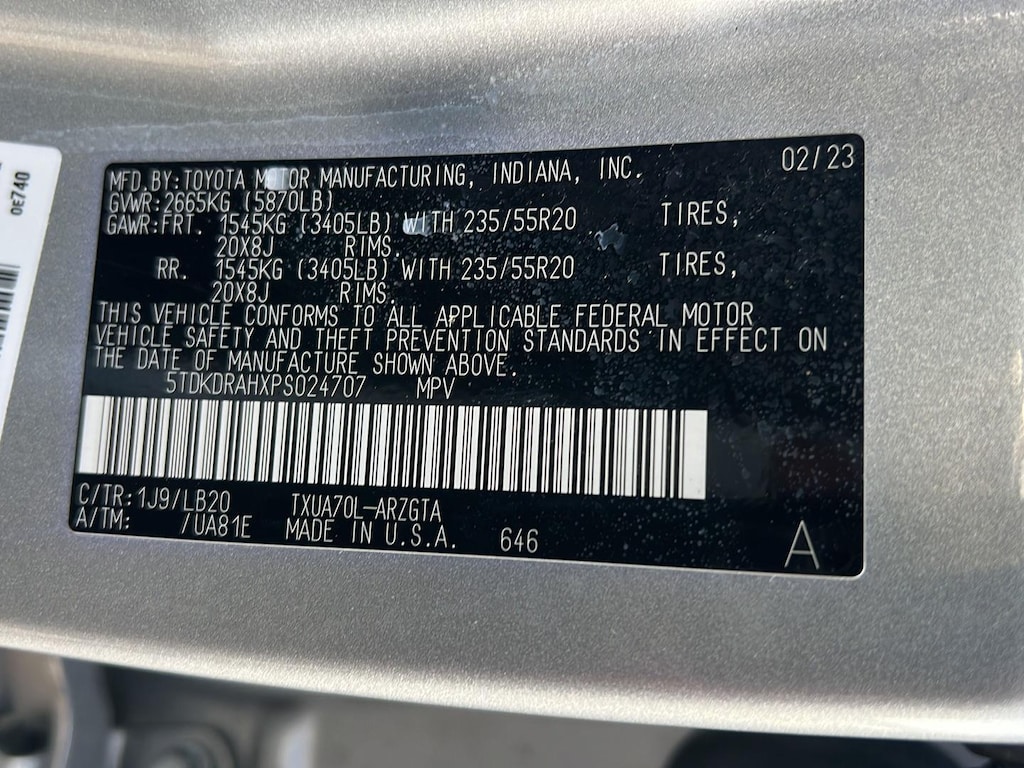 0E740
02/23
MFD.BY:TOYOTA MOTOR MANUFACTURING, INDIANA, INC.
GVWR:2665KG (5870LB)
GAWR:FRT. 1545KG (3405LB) WITH 235/55R20 TIRES,
20X8J RIMS.
RR. 1545KG (3405LB) WITH 235/55R20 TIRES,
20X8J RIMS.
THIS VEHICLE CONFORMS TO ALL APPLICABLE FEDERAL MOTOR
VEHICLE SAFETY AND THEFT PREVENTION STANDARDS IN EFFECT ON
THE DATE OF MANUFACTURE SHOWN ABOVE.
5TDKDRAHXPS024707 MPV
C/TR:1J9/LB20 TXUA70L-ARZGTA
A/TM: /UA81E MADE IN U.S.A. 646 A